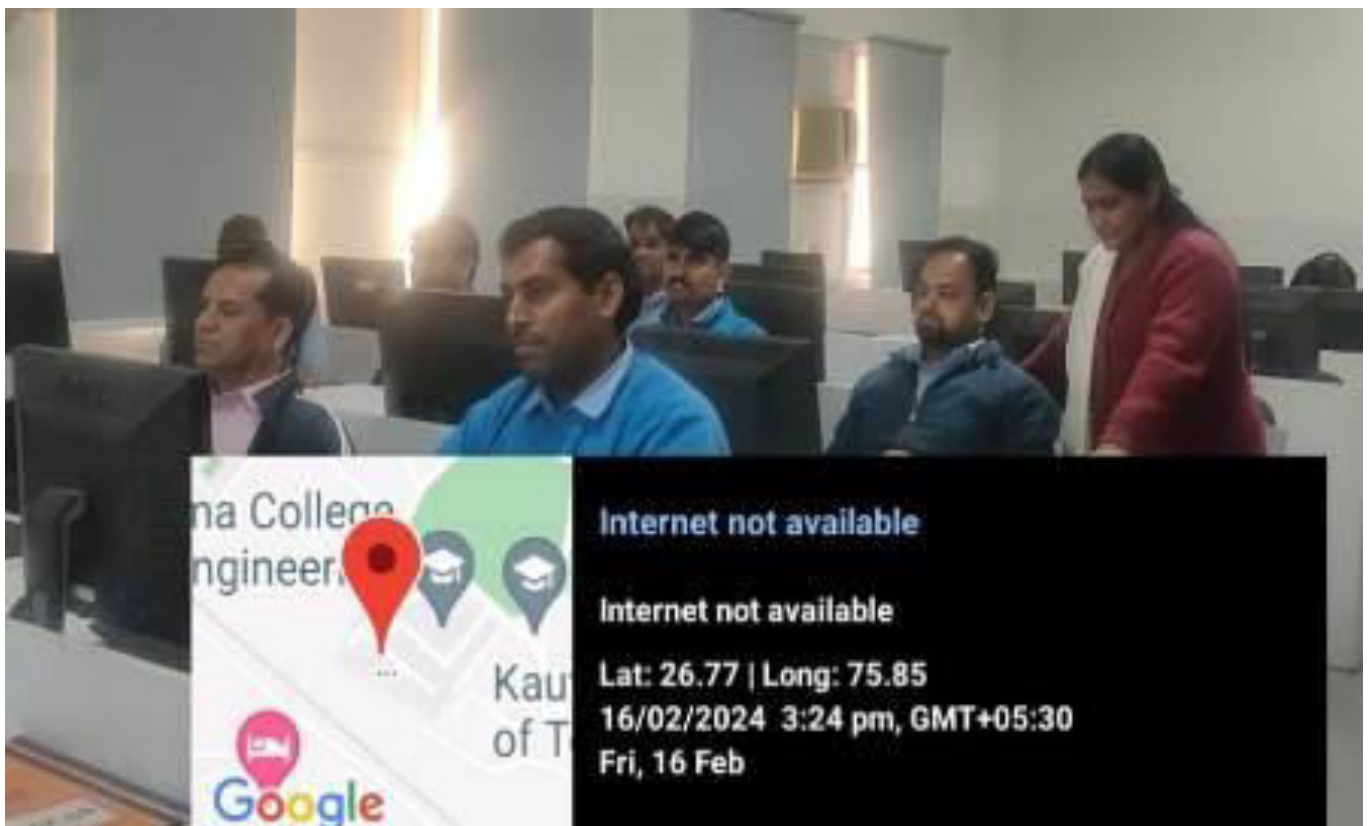 na College
ngineer
Kau
of T
Google
Internet not available
Internet not available
Lat: 26.77 | Long: 75.85
16/02/2024 3:24 pm, GMT+05:30
Fri, 16 Feb